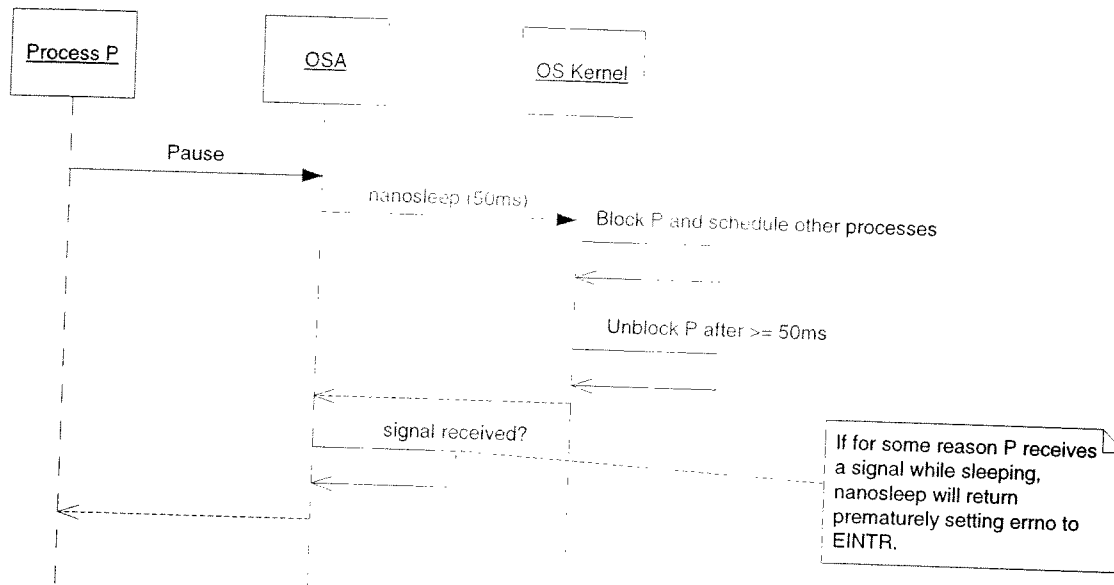 Process P
OSA
OS Kernel
Pause
nanosleep (50ms)
Block P and schedule other processes
Unblock P after >= 50ms
signal received?
If for some reason P receives
a signal while sleeping,
nanosleep will return
prematurely setting errno to
EINTR.